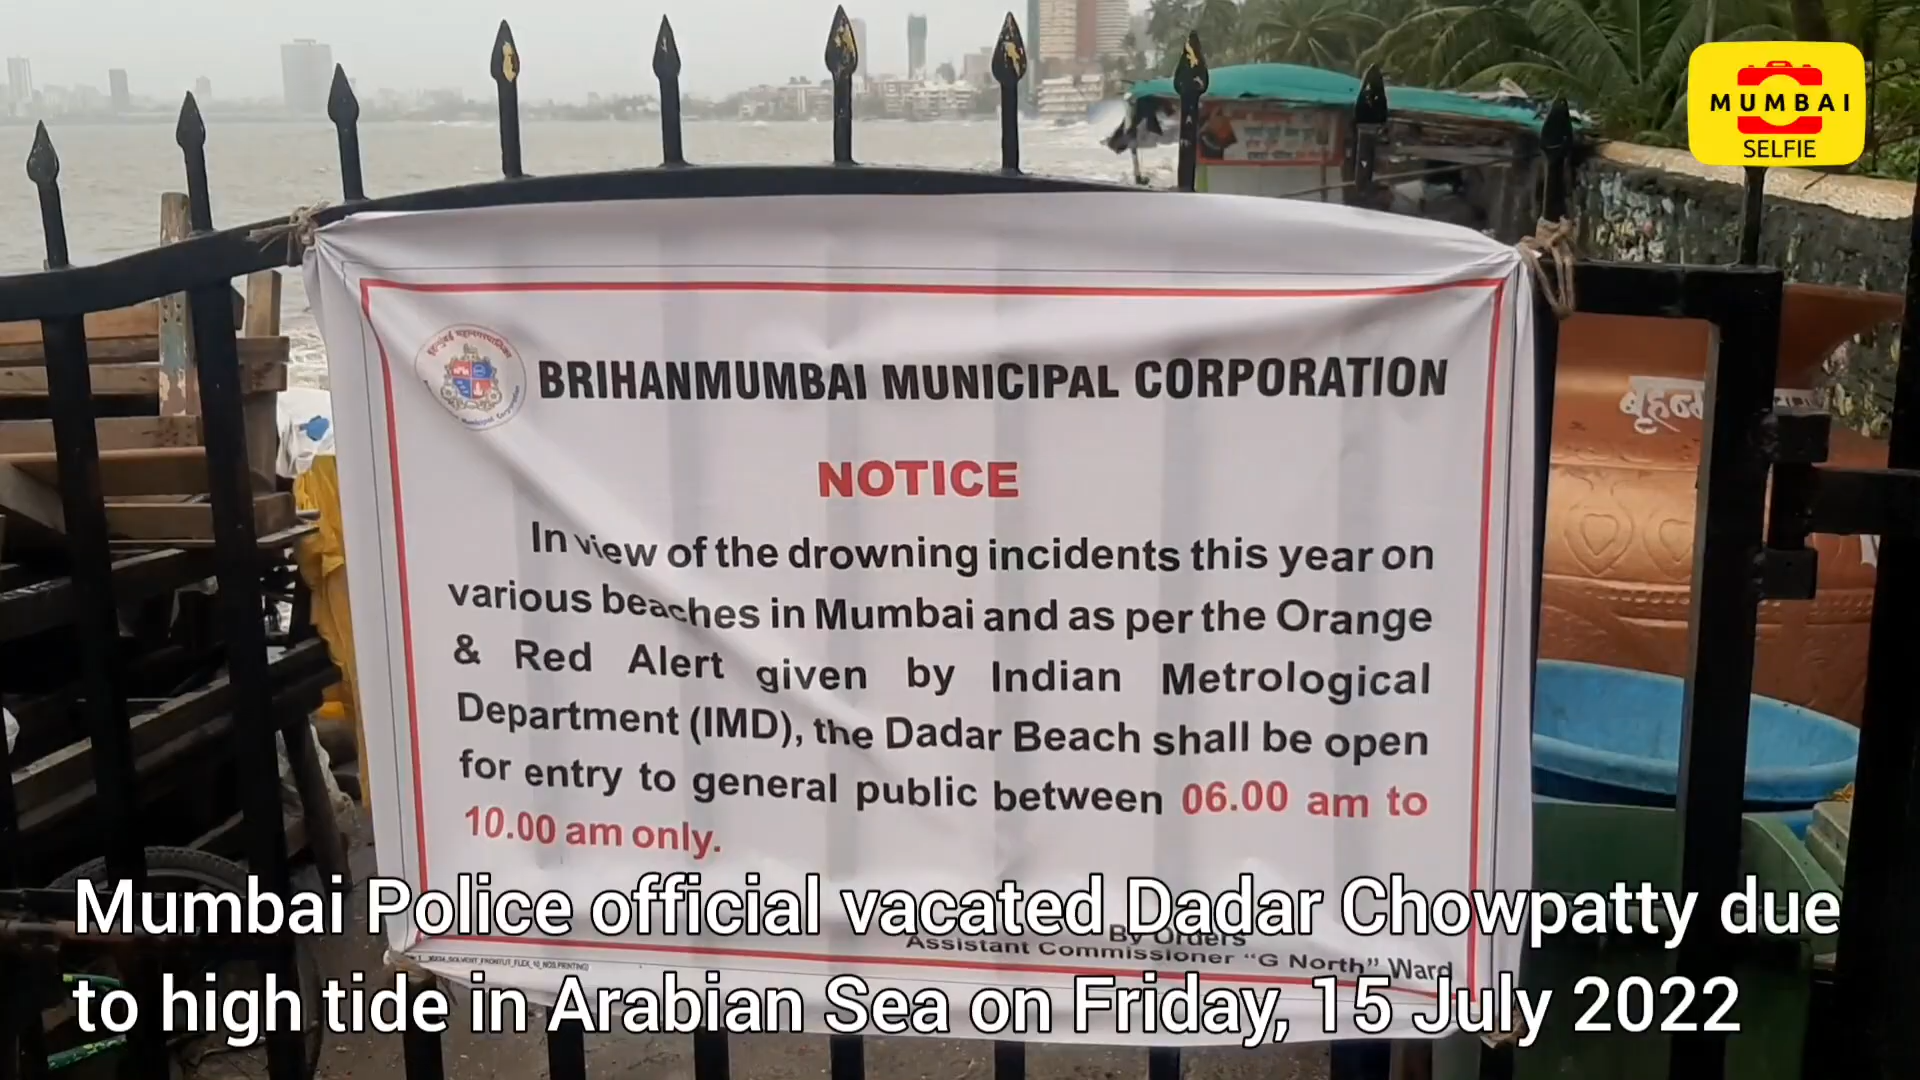 MUMBAI
SELFIE
BRIHANMUMBAI MUNICIPAL CORPORATION
NOTICE
In view of the drowning incidents this year on
various beaches in Mumbai and as per the Orange
& Red Alert given by Indian Metrological
Department (IMD), the Dadar Beach shall be open
for entry to general public between 06.00 am to
10.00 am only.
By Orders
Assistant Commissioner "G North" Ward
Mumbai Police official vacated Dadar Chowpatty due
to high tide in Arabian Sea on Friday, 15 July 2022